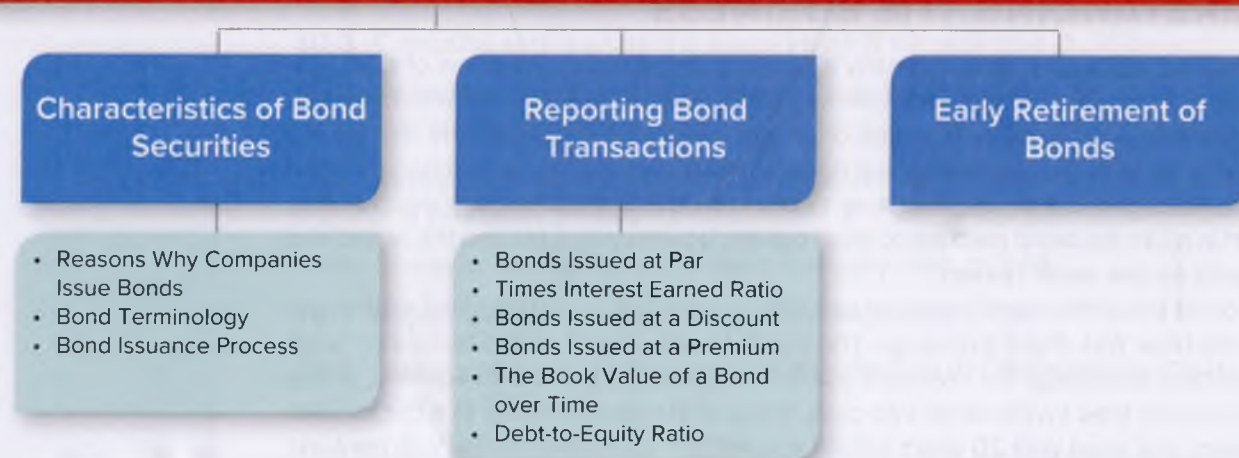 Characteristics of Bond
Securities
Reporting Bond
Transactions
Early Retirement of
Bonds
• Reasons Why Companies
Issue Bonds
• Bond Terminology
• Bond Issuance Process
• Bonds Issued at Par
• Times Interest Earned Ratio
• Bonds Issued at a Discount
• Bonds Issued at a Premium
• The Book Value of a Bond
over Time
• Debt-to-Equity Ratio